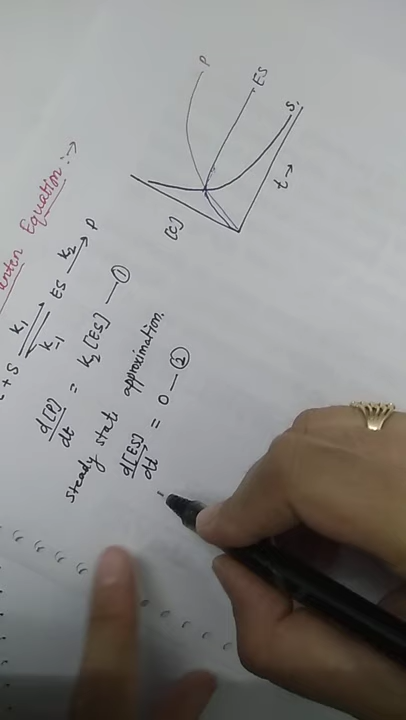 Equation :→
+ S ⇌ ES → P
k₁ k₋₁ k₂
d[P]/dt = k₂ [ES] — ①
steady state approximation.
d[ES]/dt = 0 — ②
[C]
P
ES
S
t →